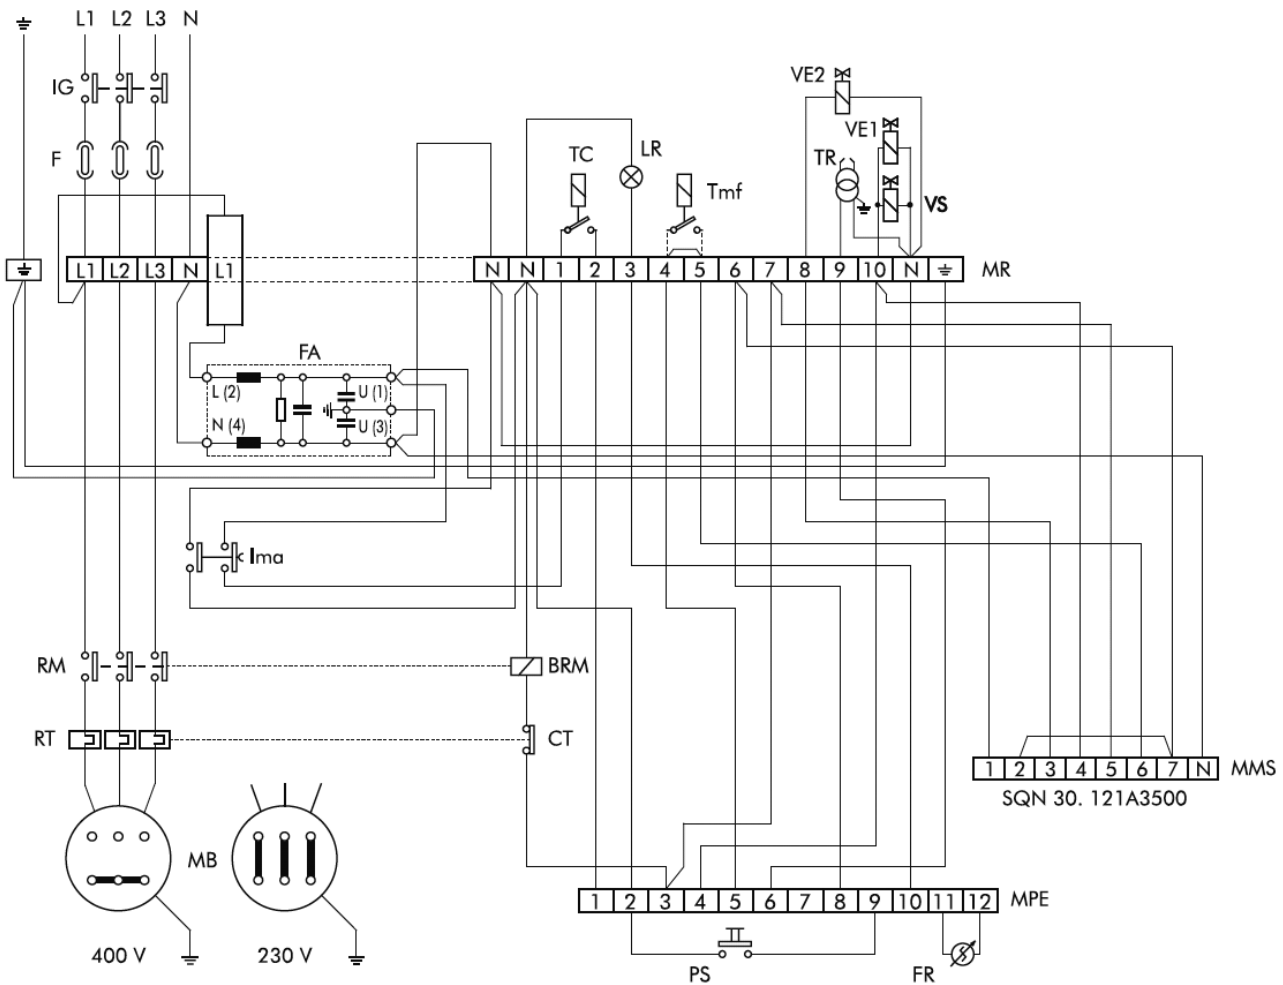 L1 L2 L3 N
IG
F
VE2
VE1
TR
VS
TC
LR
Tmf
L1 L2 L3 N L1
N N 1 2 3 4 5 6 7 8 9 10 N
MR
FA
L (2)
U (1)
N (4)
U (3)
Ima
RM
BRM
RT
CT
1 2 3 4 5 6 7 N
MMS
SQN 30. 121A3500
MB
1 2 3 4 5 6 7 8 9 10 11 12
MPE
400 V
230 V
PS
FR